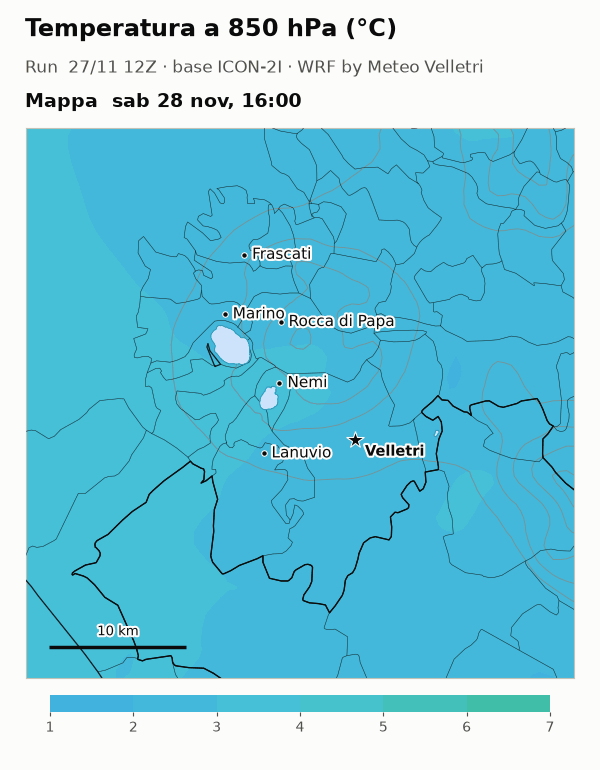 Temperatura a 850 hPa (°C)
Run  27/11 12Z · base ICON-2I · WRF by Meteo Velletri
Mappa  sab 28 nov, 16:00
Frascati
Marino
Rocca di Papa
Nemi
Velletri
Lanuvio
10 km
1 2 3 4 5 6 7